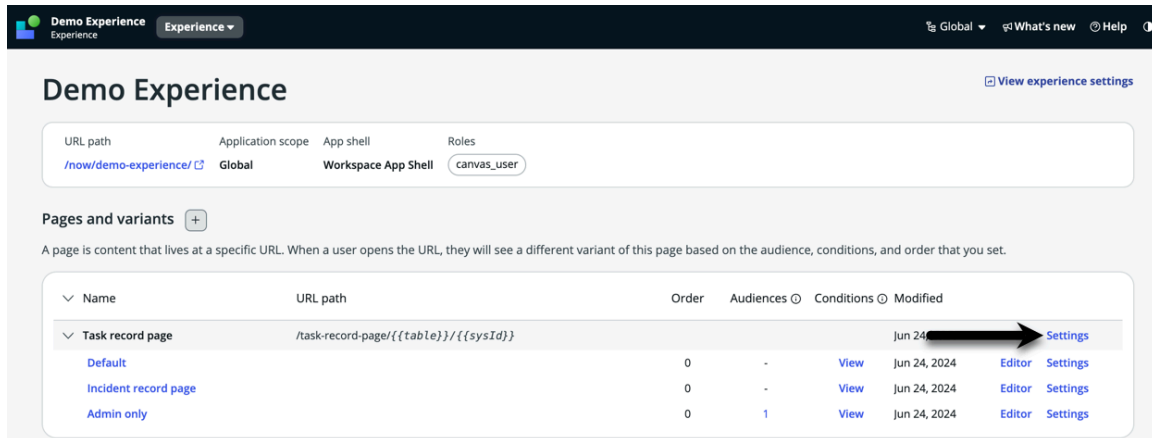 Demo Experience
Experience
Experience
Global
What's new
Help
Demo Experience
View experience settings
URL path Application scope App shell Roles
/now/demo-experience/ Global Workspace App Shell canvas_user
Pages and variants +
A page is content that lives at a specific URL. When a user opens the URL, they will see a different variant of this page based on the audience, conditions, and order that you set.
Name URL path Order Audiences Conditions Modified
Task record page /task-record-page/{{table}}/{{sysId}} Jun 24, Settings
Default 0 - View Jun 24, 2024 Editor Settings
Incident record page 0 - View Jun 24, 2024 Editor Settings
Admin only 0 1 View Jun 24, 2024 Editor Settings